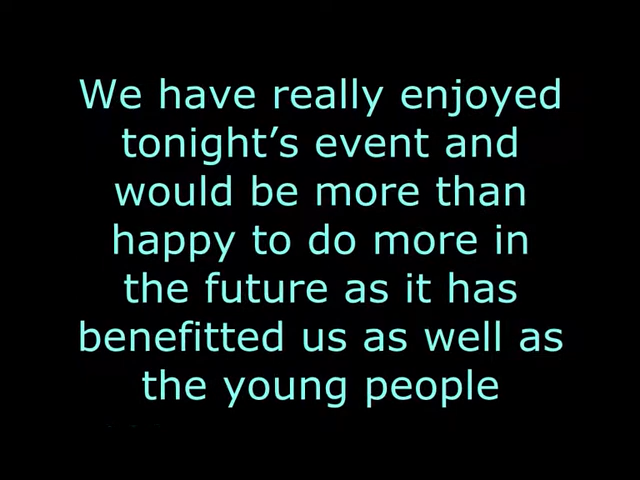 We have really enjoyed
tonight’s event and
would be more than
happy to do more in
the future as it has
benefitted us as well as
the young people